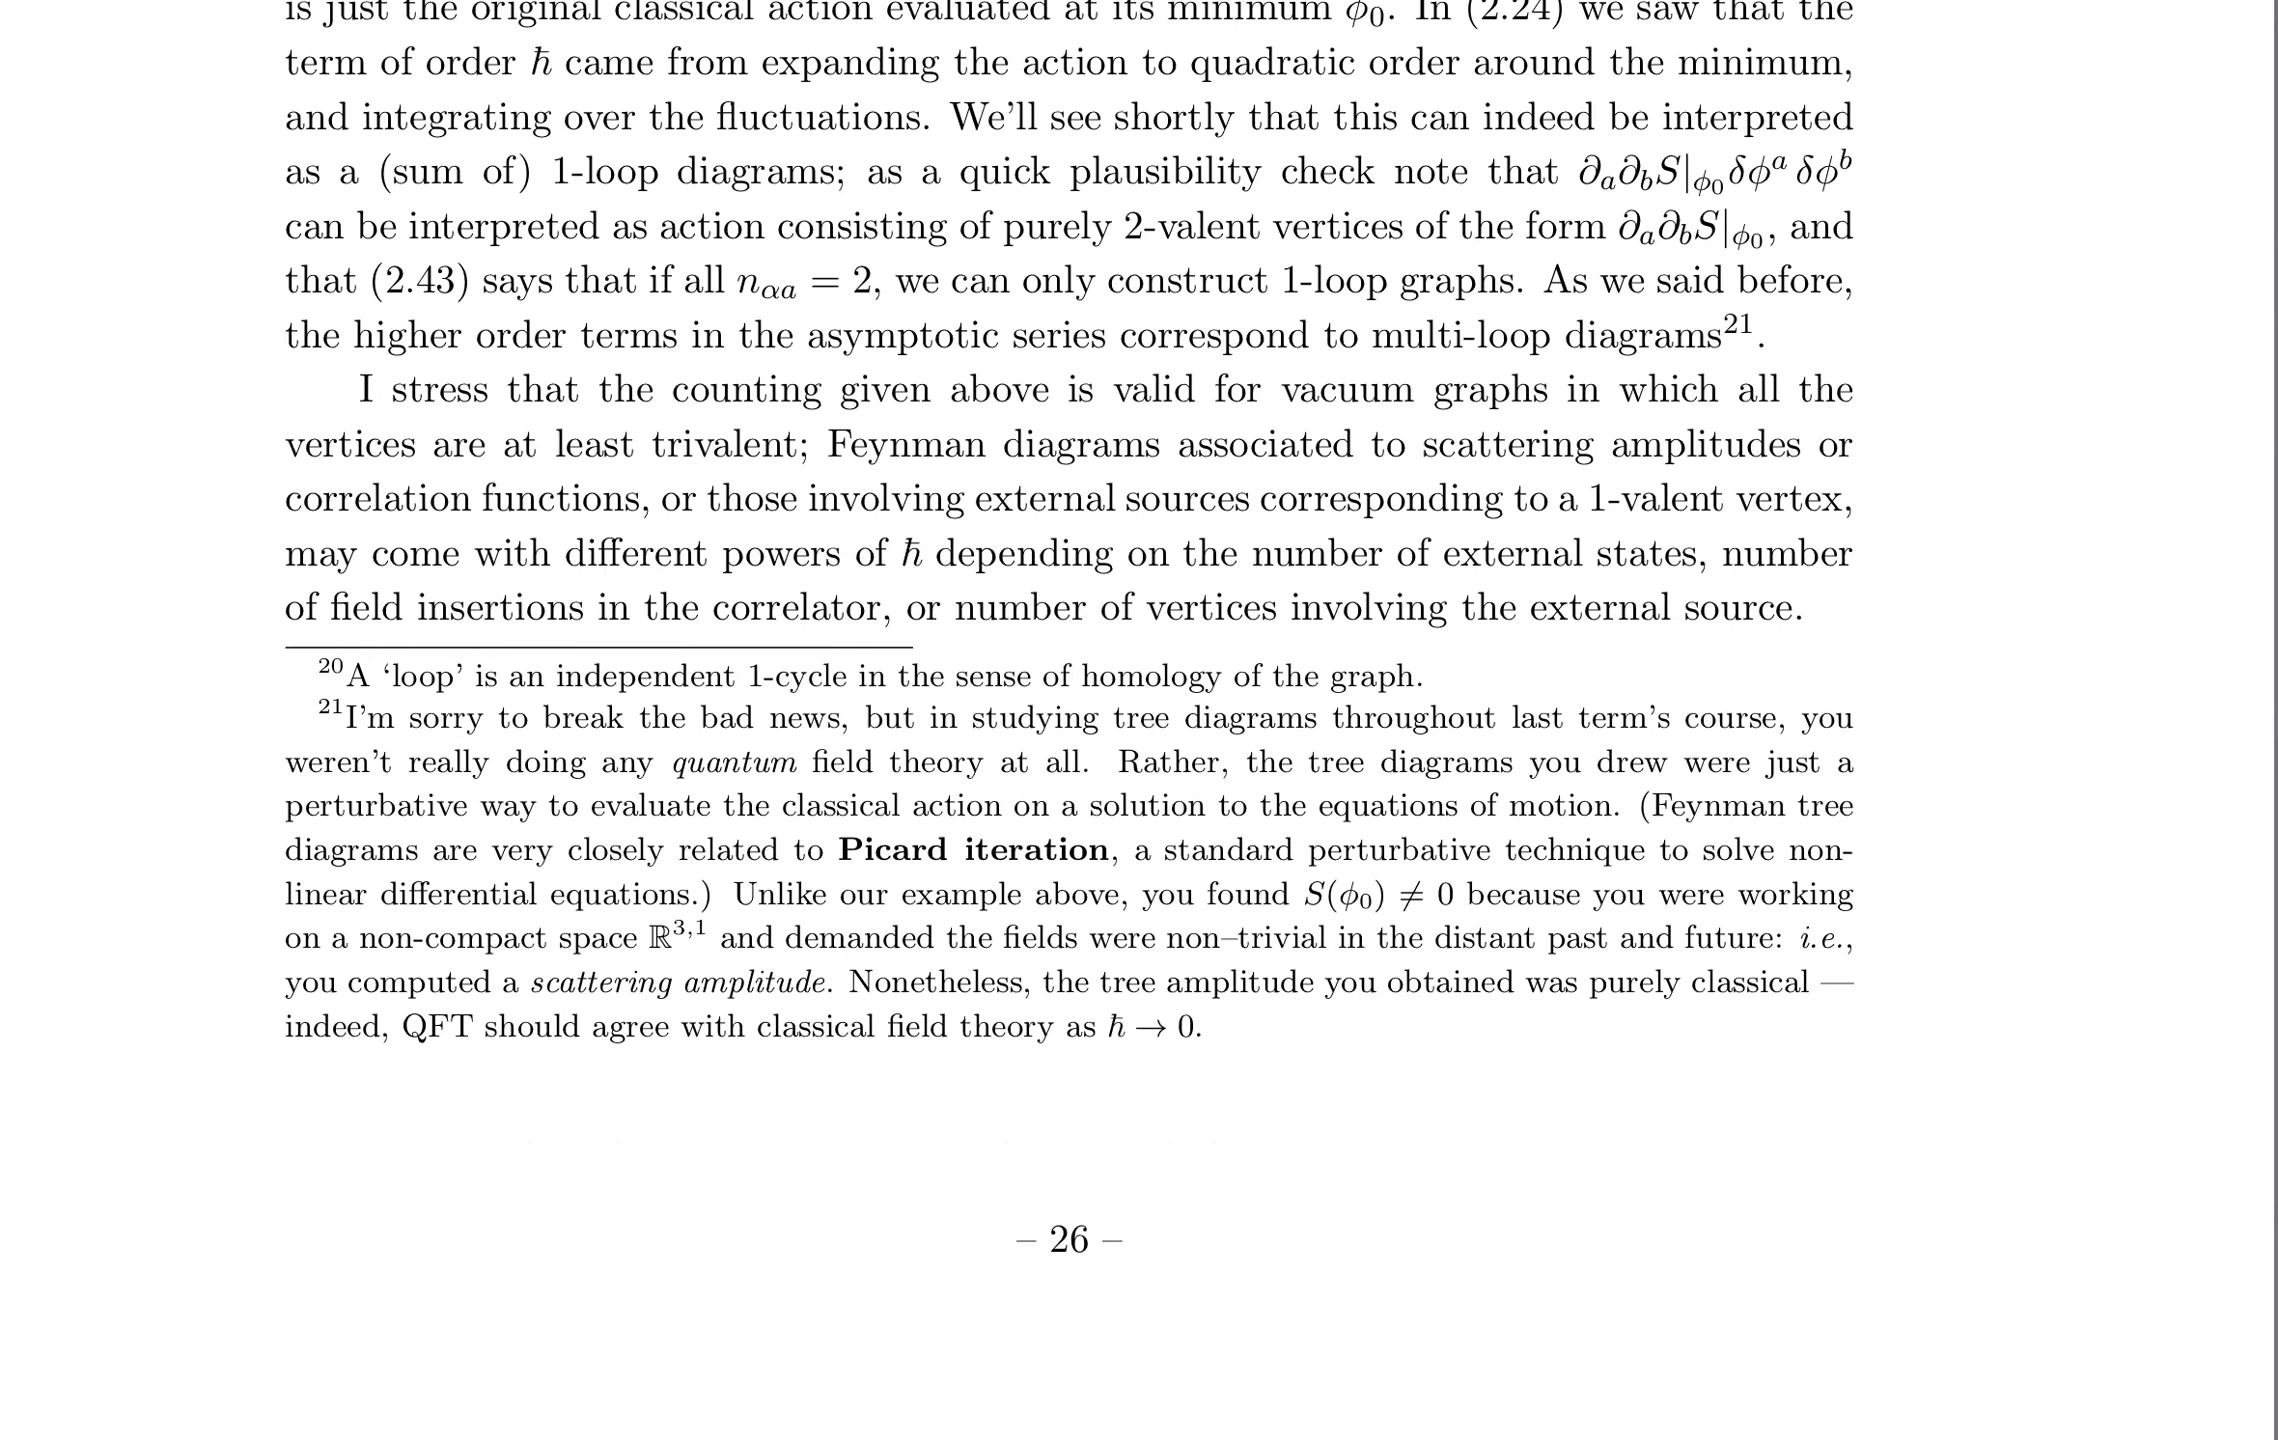 is just the original classical action evaluated at its minimum ϕ₀. In (2.24) we saw that the
term of order ℏ came from expanding the action to quadratic order around the minimum,
and integrating over the fluctuations. We’ll see shortly that this can indeed be interpreted
as a (sum of) 1-loop diagrams; as a quick plausibility check note that ∂ₐ∂_bS|_ϕ₀ δϕᵃ δϕᵇ
can be interpreted as action consisting of purely 2-valent vertices of the form ∂ₐ∂_bS|_ϕ₀, and
that (2.43) says that if all n_αa = 2, we can only construct 1-loop graphs. As we said before,
the higher order terms in the asymptotic series correspond to multi-loop diagrams²¹.
I stress that the counting given above is valid for vacuum graphs in which all the
vertices are at least trivalent; Feynman diagrams associated to scattering amplitudes or
correlation functions, or those involving external sources corresponding to a 1-valent vertex,
may come with different powers of ℏ depending on the number of external states, number
of field insertions in the correlator, or number of vertices involving the external source.
²⁰A ‘loop’ is an independent 1-cycle in the sense of homology of the graph.
²¹I’m sorry to break the bad news, but in studying tree diagrams throughout last term’s course, you
weren’t really doing any quantum field theory at all. Rather, the tree diagrams you drew were just a
perturbative way to evaluate the classical action on a solution to the equations of motion. (Feynman tree
diagrams are very closely related to Picard iteration, a standard perturbative technique to solve non-
linear differential equations.) Unlike our example above, you found S(ϕ₀) ≠ 0 because you were working
on a non-compact space ℝ³,¹ and demanded the fields were non–trivial in the distant past and future: i.e.,
you computed a scattering amplitude. Nonetheless, the tree amplitude you obtained was purely classical —
indeed, QFT should agree with classical field theory as ℏ → 0.
– 26 –